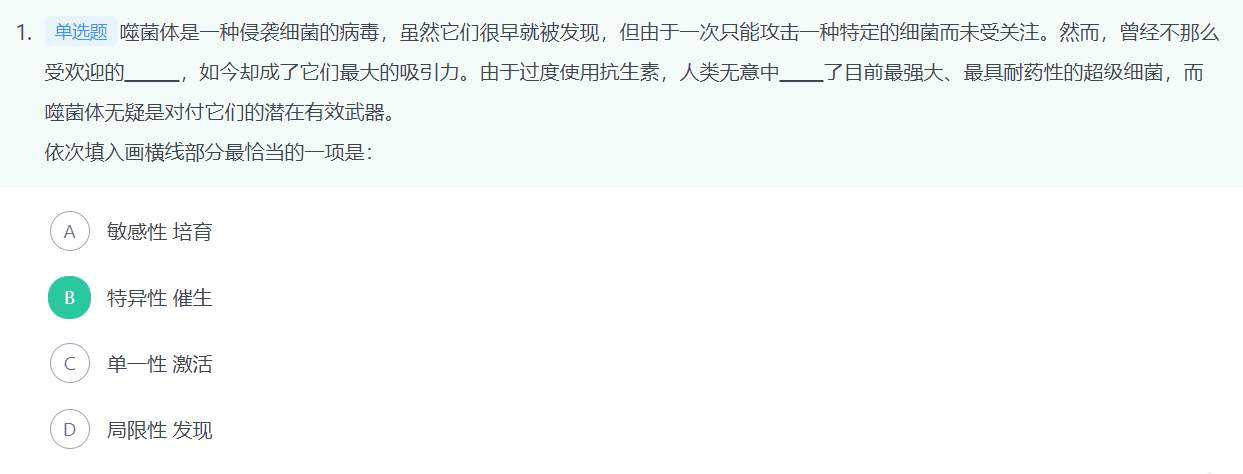 1. 单选题 噬菌体是一种侵袭细菌的病毒，虽然它们很早就被发现，但由于一次只能攻击一种特定的细菌而未受关注。然而，曾经不那么
受欢迎的_____，如今却成了它们最大的吸引力。由于过度使用抗生素，人类无意中____了目前最强大、最具耐药性的超级细菌，而
噬菌体无疑是对付它们的潜在有效武器。
依次填入画横线部分最恰当的一项是：
A 敏感性 培育
B 特异性 催生
C 单一性 激活
D 局限性 发现